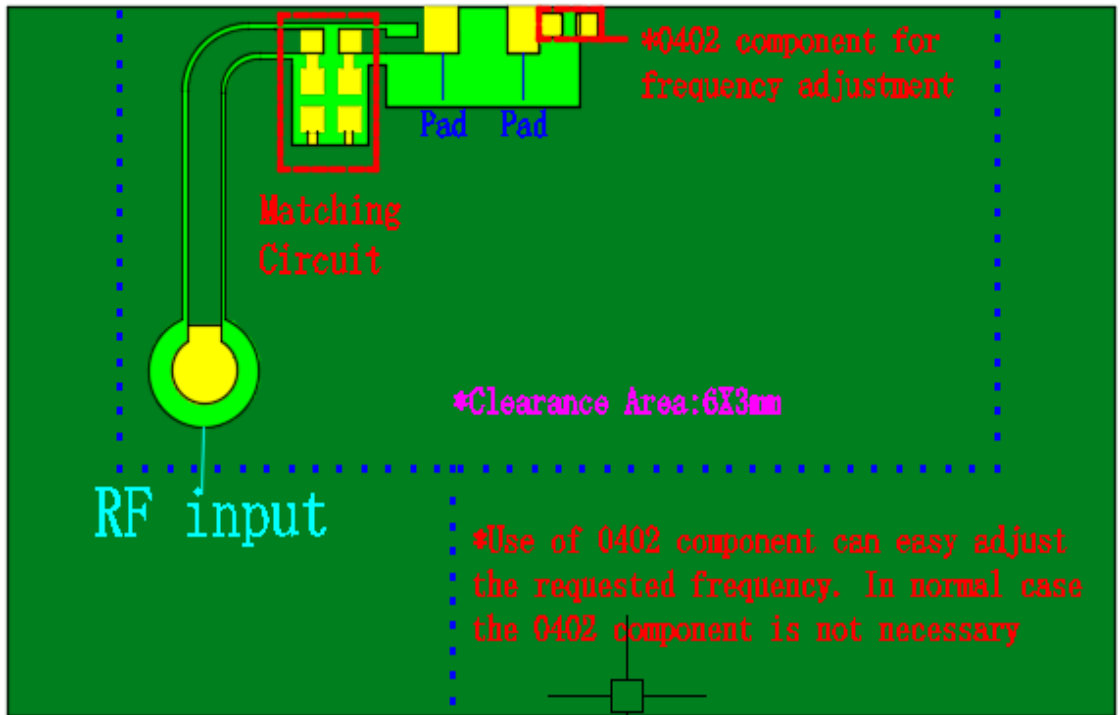 *0402 component for
frequency adjustment
Pad Pad
Matching
Circuit
*Clearance Area:6X3mm
RF input
*Use of 0402 component can easy adjust
the requested frequency. In normal case
the 0402 component is not necessary